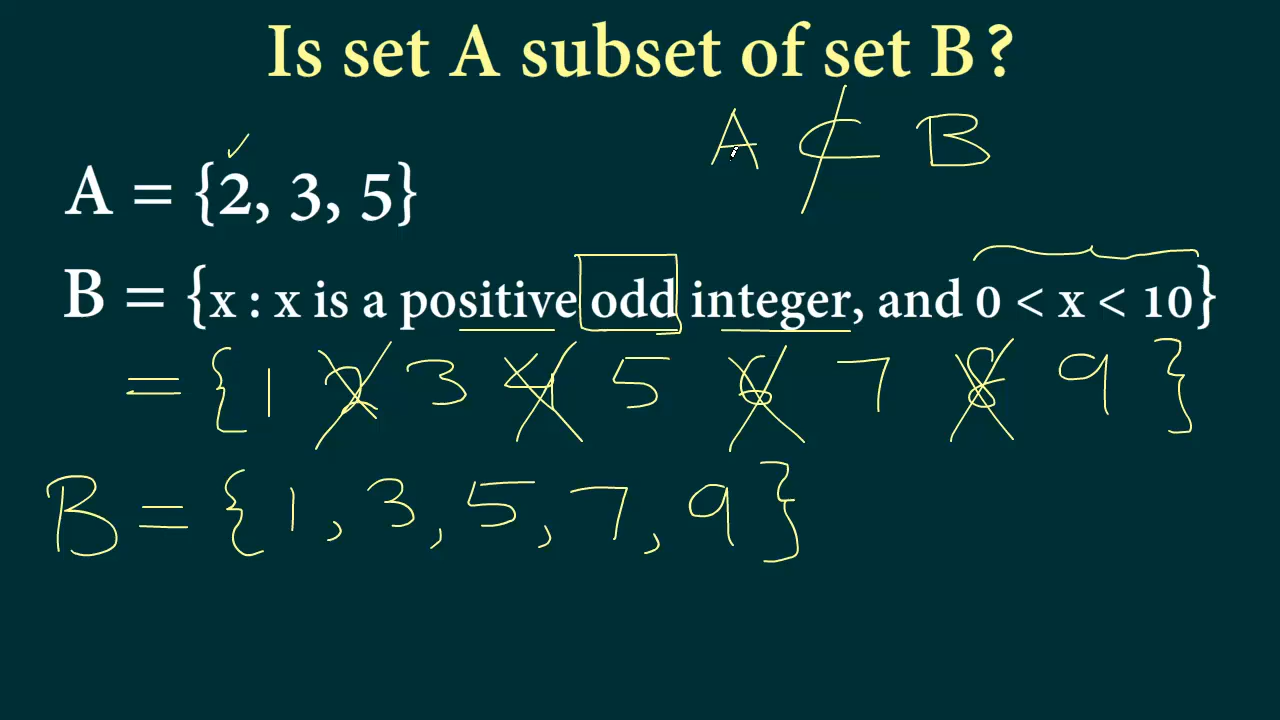 Is set A subset of set B?
A ⊄ B
A = {2, 3, 5}
B = {x : x is a positive odd integer, and 0 < x < 10}
= { 1 2 3 4 5 6 7 8 9 }
B = { 1, 3, 5, 7, 9 }